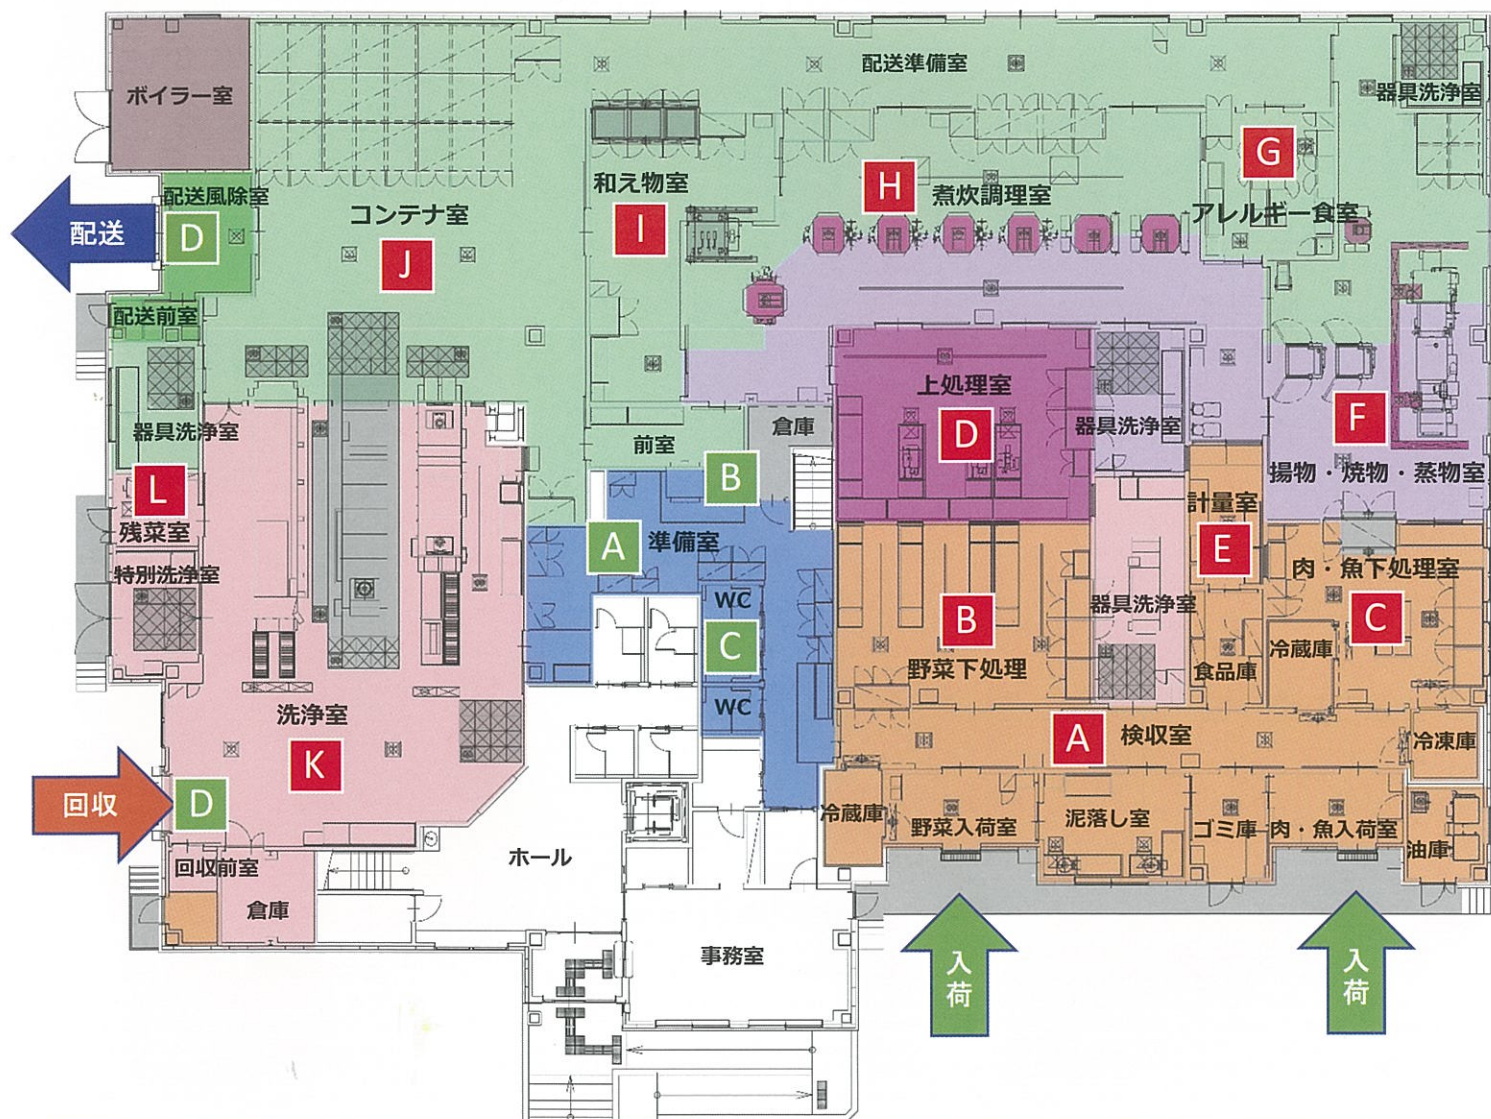 ボイラー室
配送準備室
器具洗浄室
G
H
和え物室
煮炊調理室
アレルギー食室
配送風除室
コンテナ室
配送
D
I
J
配送前室
上処理室
D
倉庫
前室
器具洗浄室
F
揚物・焼物・蒸物室
器具洗浄室
L
残菜室
B
A
準備室
計量室
E
肉・魚下処理室
特別洗浄室
WC
C
WC
B
野菜下処理
器具洗浄室
食品庫
冷蔵庫
C
洗浄室
K
A
検収室
冷凍庫
回収
D
冷蔵庫
野菜入荷室
泥落し室
ゴミ庫
肉・魚入荷室
油庫
回収前室
倉庫
ホール
事務室
入荷
入荷